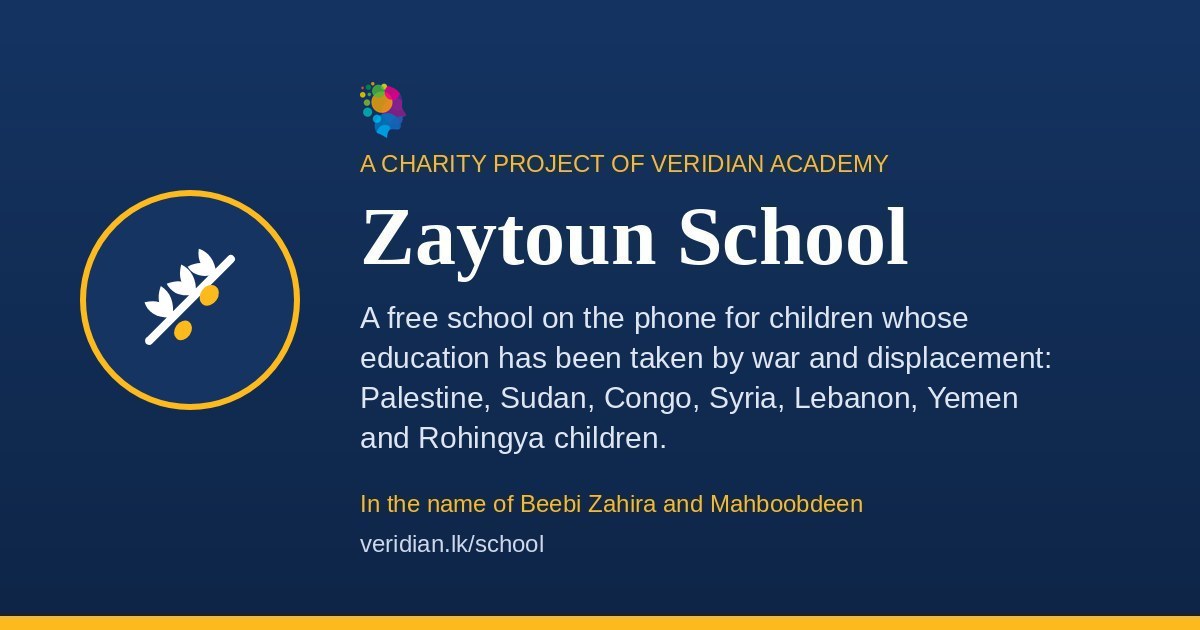 A CHARITY PROJECT OF VERIDIAN ACADEMY
Zaytoun School
A free school on the phone for children whose
education has been taken by war and displacement:
Palestine, Sudan, Congo, Syria, Lebanon, Yemen
and Rohingya children.
In the name of Beebi Zahira and Mahboobdeen
veridian.lk/school